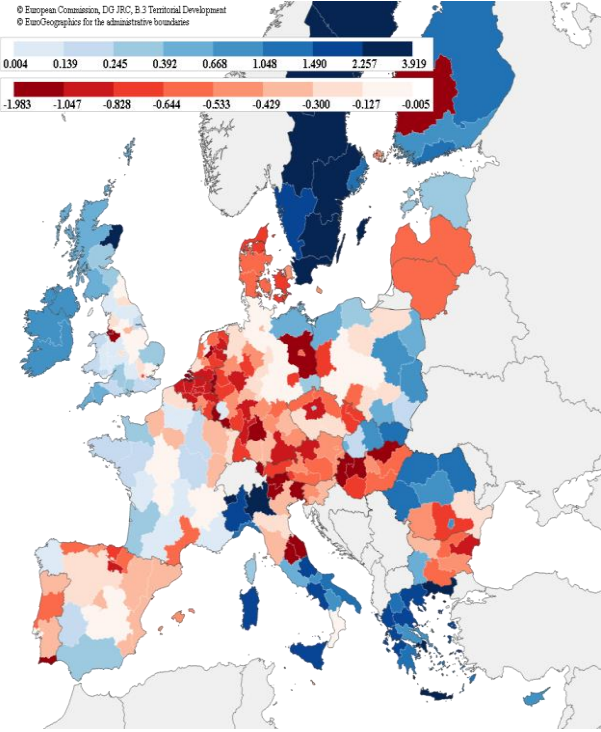 © European Commission, DG JRC, B.3 Territorial Development
© EuroGeographics for the administrative boundaries
0.004 0.139 0.245 0.392 0.668 1.048 1.490 2.257 3.919
-1.983 -1.047 -0.828 -0.644 -0.533 -0.429 -0.300 -0.127 -0.005